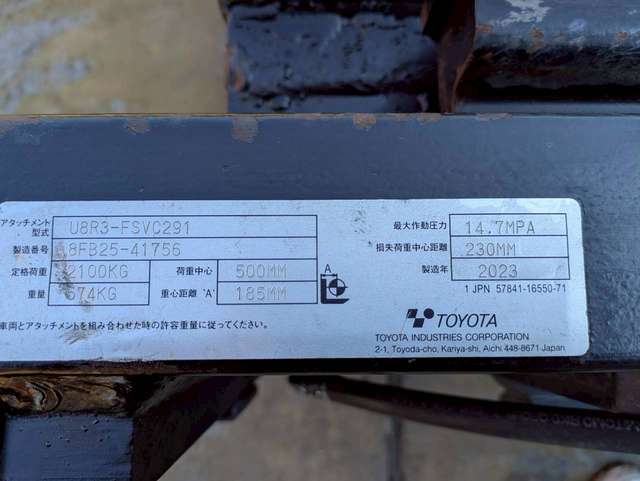 アタッチメント型式 U8R3-FSVC291
製造番号 8FB25-41756
定格荷重 2100KG 荷重中心 500MM
重量 674KG 重心距離 'A' 185MM
A
車両とアタッチメントを組み合わせた時の許容荷重に従ってください。
最大作動圧力 14.7MPA
損失荷重中心距離 230MM
製造年 2023
1 JPN 57841-16550-71
TOYOTA
TOYOTA INDUSTRIES CORPORATION
2-1, Toyoda-cho, Kariya-shi, Aichi 448-8671 Japan